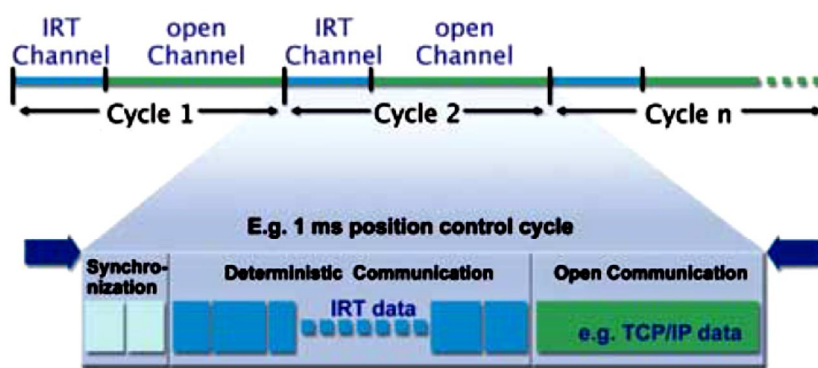 IRT Channel
open Channel
IRT Channel
open Channel
Cycle 1
Cycle 2
Cycle n
E.g. 1 ms position control cycle
Synchro-
nization
Deterministic Communication
Open Communication
IRT data
e.g. TCP/IP data